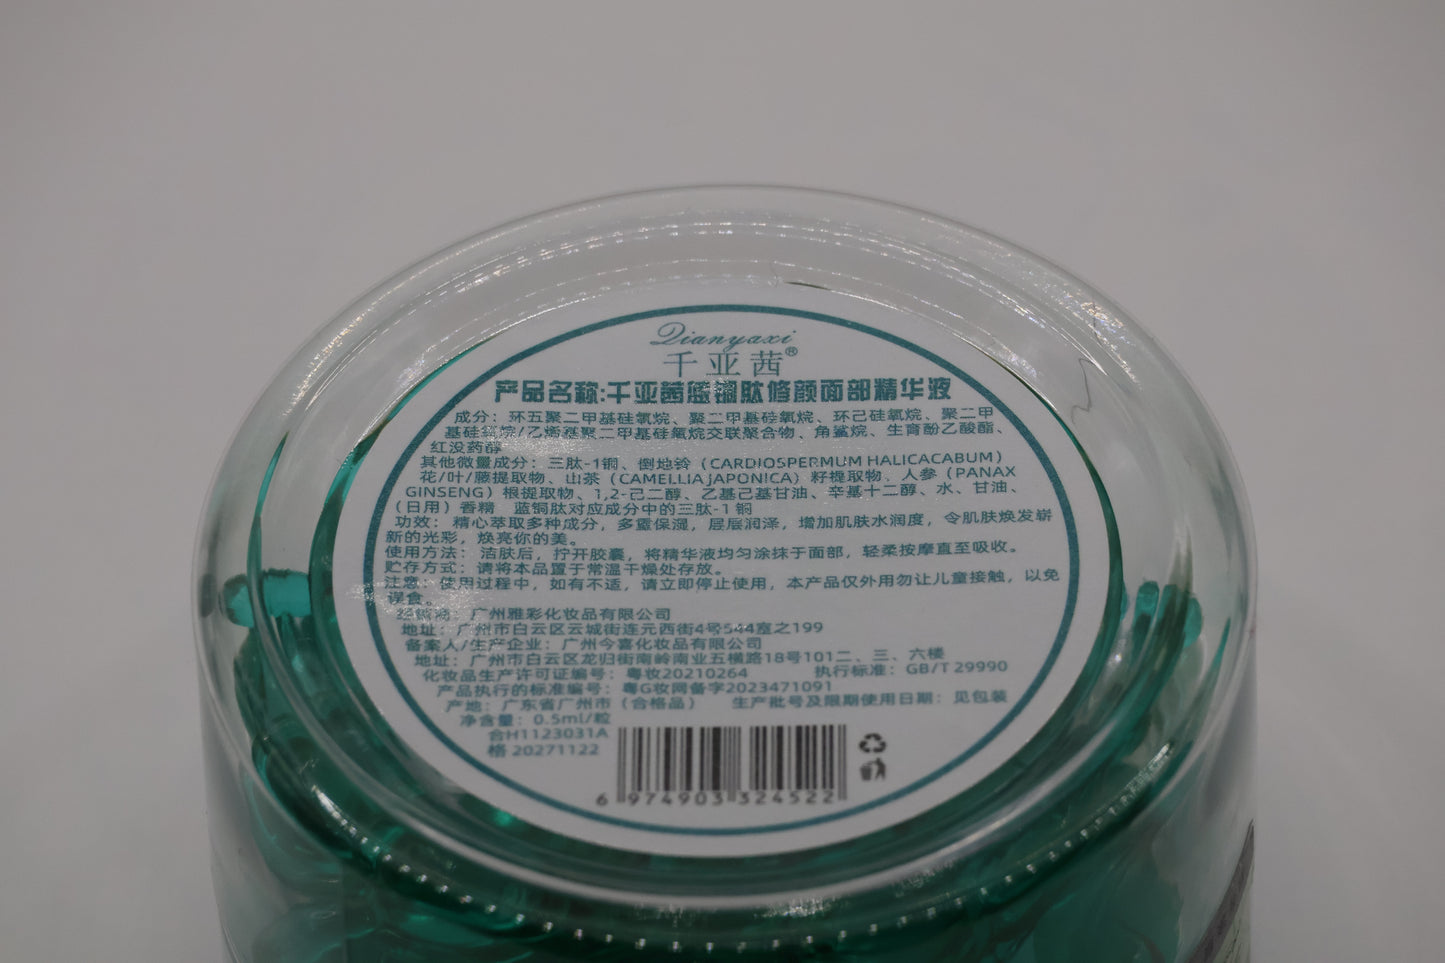 Qianyaxi
千亚茜®
产品名称:千亚茜蓝铜肽修颜面部精华液
成分：环五聚二甲基硅氧烷、聚二甲基硅氧烷、环己硅氧烷、聚二甲
基硅氧烷/乙烯基聚二甲基硅氧烷交联聚合物、角鲨烷、生育酚乙酸酯、
红没药醇
其他微量成分：三肽-1铜、倒地铃（CARDIOSPERMUM HALICACABUM）
花/叶/藤提取物、山茶（CAMELLIA JAPONICA）籽提取物、人参（PANAX
GINSENG）根提取物、1,2-己二醇、乙基己基甘油、辛基十二醇、水、甘油、
（日用）香精 蓝铜肽对应成分中的三肽-1铜
功效：精心萃取多种成分，多重保湿，层层润泽，增加肌肤水润度，令肌肤焕发崭
新的光彩，焕亮你的美。
使用方法：洁肤后，拧开胶囊，将精华液均匀涂抹于面部，轻柔按摩直至吸收。
贮存方式：请将本品置于常温干燥处存放。
注意：使用过程中，如有不适，请立即停止使用，本产品仅外用勿让儿童接触，以免
误食。
经销商：广州雅彩化妆品有限公司
地址：广州市白云区云城街连元西街4号544室之199
备案人/生产企业：广州今喜化妆品有限公司
地址：广州市白云区龙归街南岭南业五横路18号101二、三、六楼
化妆品生产许可证编号：粤妆20210264 执行标准：GB/T 29990
产品执行的标准编号：粤G妆网备字2023471091
产地：广东省广州市（合格品） 生产批号及限期使用日期：见包装
净含量：0.5ml/粒
合H1123031A
格 20271122
6 974903 324522